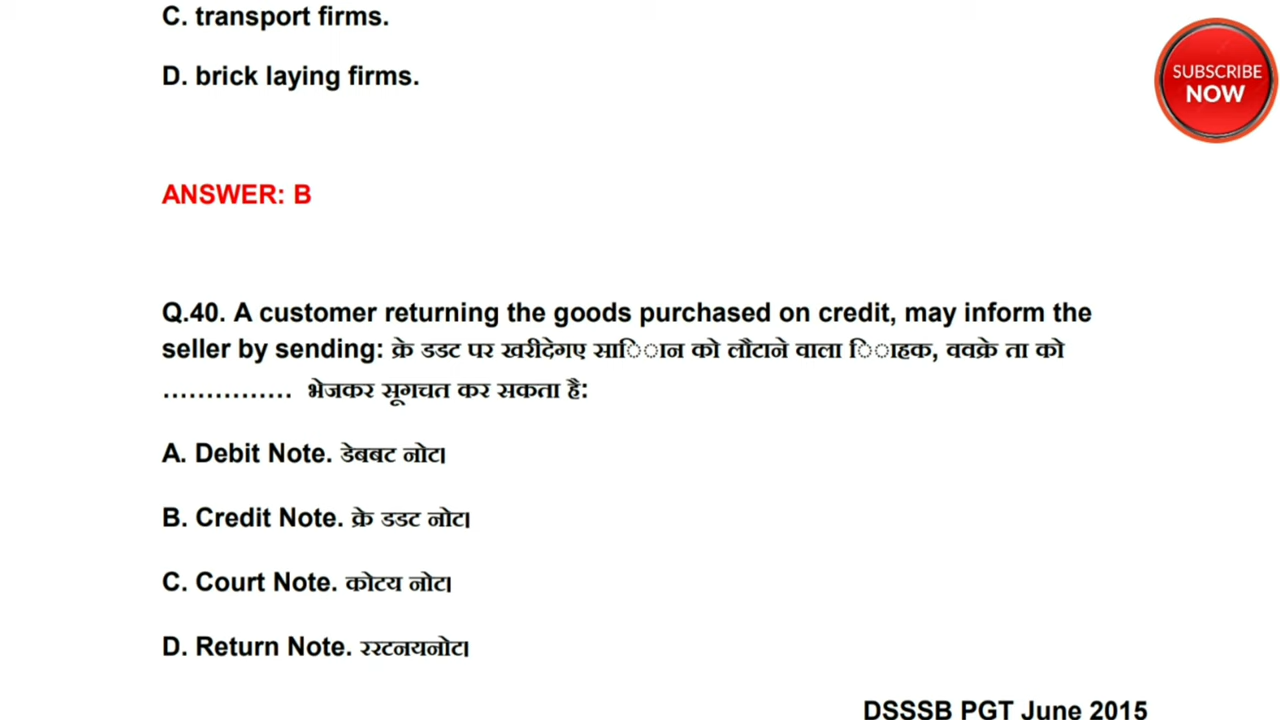 C. transport firms.
SUBSCRIBE
NOW
D. brick laying firms.
ANSWER: B
Q.40. A customer returning the goods purchased on credit, may inform the
seller by sending: क्रे डडट पर खरीदेगए सािान को लौटाने वाला िाहक, ववक्रे ता को
…………… भेजकर सूगचत कर सकता है:
A. Debit Note. डेबबट नोट।
B. Credit Note. क्रे डडट नोट।
C. Court Note. कोटय नोट।
D. Return Note. ररटनयनोट।
DSSSB PGT June 2015